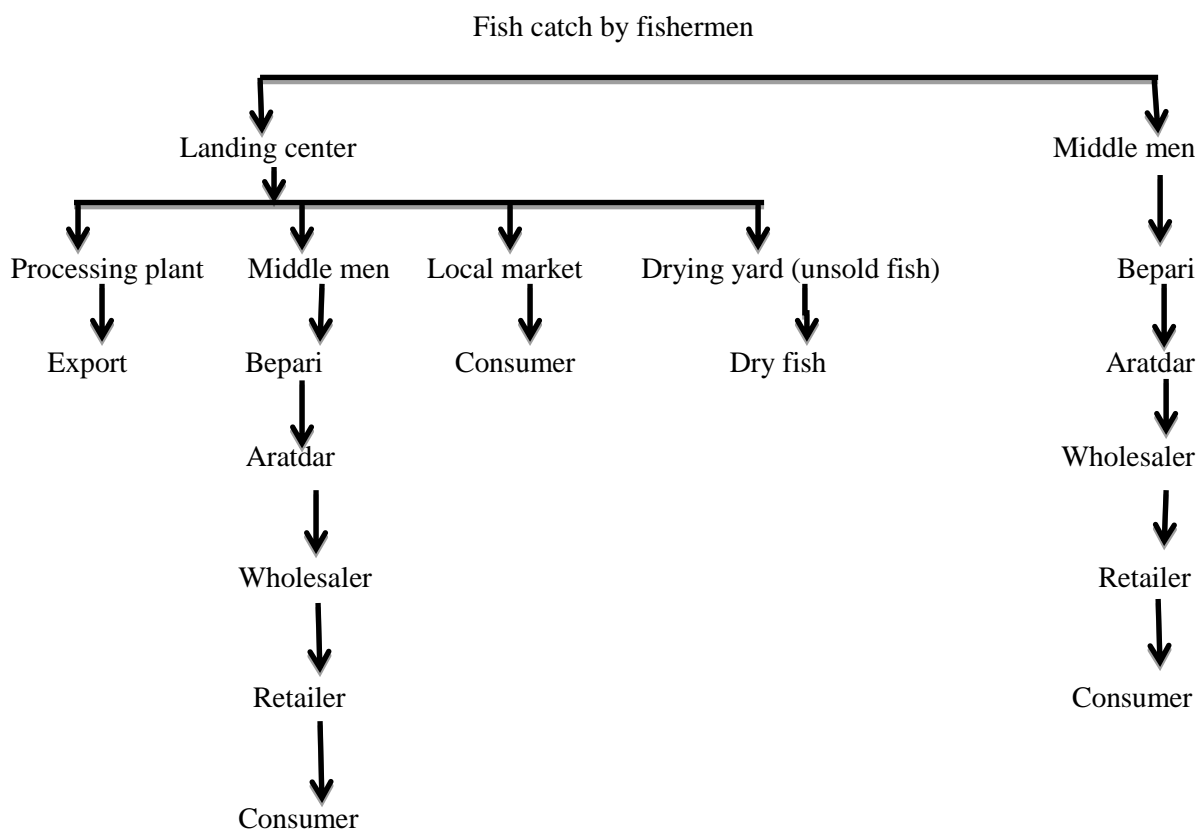 Fish catch by fishermen
Landing center Middle men
Processing plant Middle men Local market Drying yard (unsold fish) Bepari
Export Bepari Consumer Dry fish Aratdar
Aratdar Wholesaler
Wholesaler Retailer
Retailer Consumer
Consumer